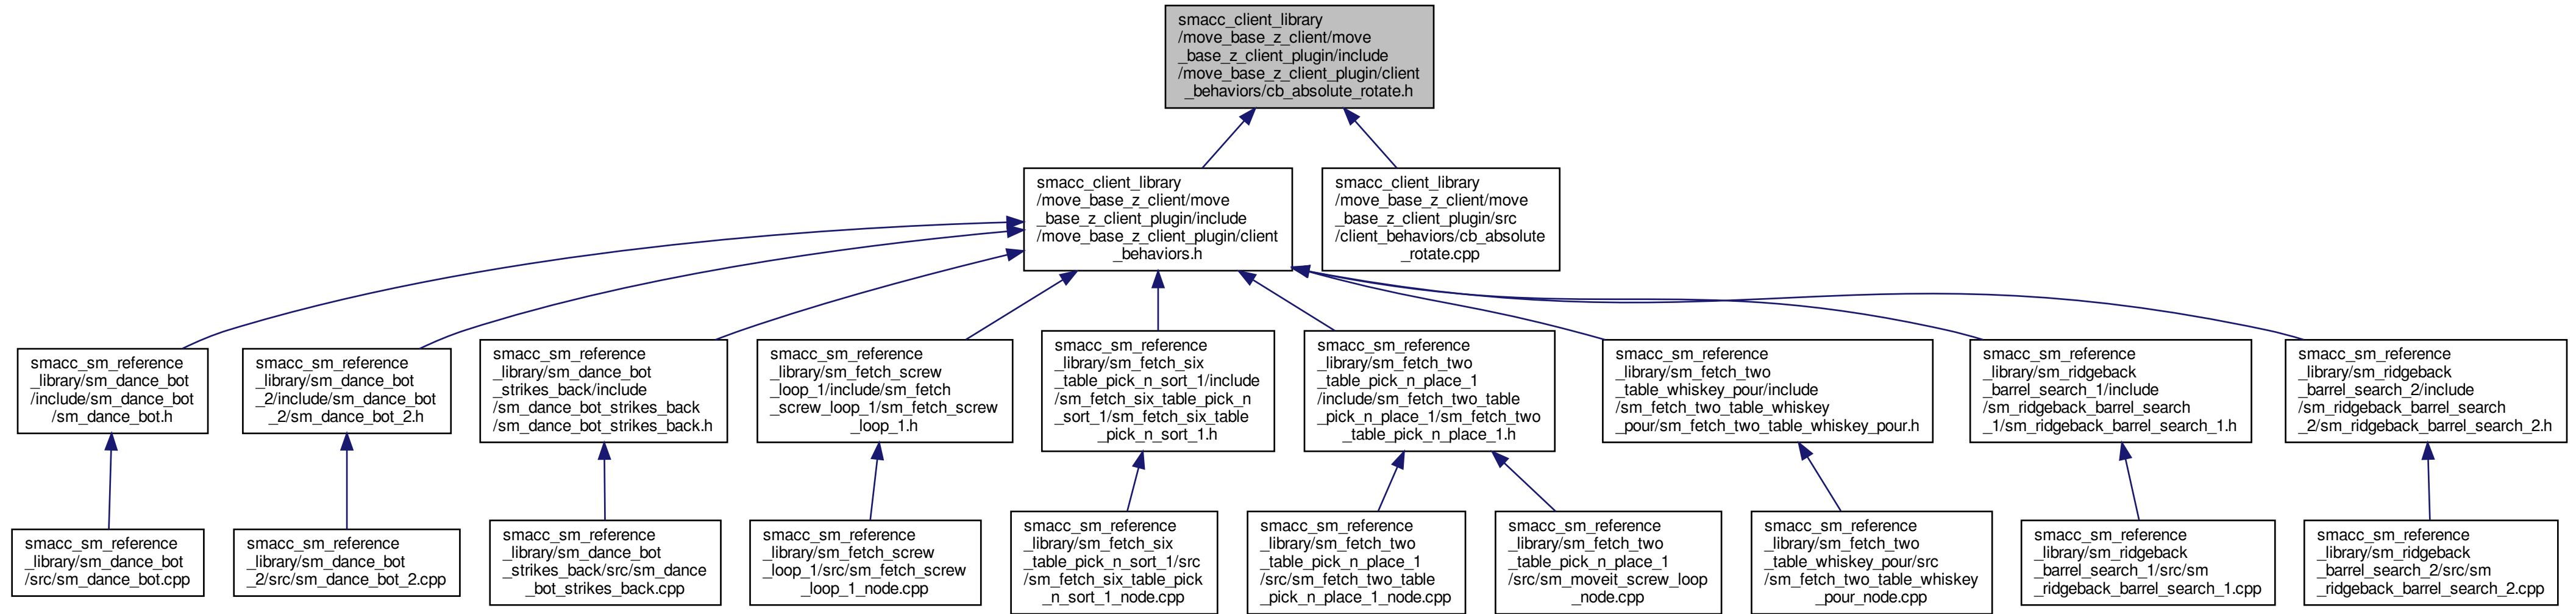 smacc_client_library
/move_base_z_client/move
_base_z_client_plugin/include
/move_base_z_client_plugin/client
_behaviors/cb_absolute_rotate.h
smacc_client_library
/move_base_z_client/move
_base_z_client_plugin/include
/move_base_z_client_plugin/client
_behaviors.h
smacc_client_library
/move_base_z_client/move
_base_z_client_plugin/src
/client_behaviors/cb_absolute
_rotate.cpp
smacc_sm_reference
_library/sm_dance_bot
/include/sm_dance_bot
/sm_dance_bot.h
smacc_sm_reference
_library/sm_dance_bot
_2/include/sm_dance_bot
_2/sm_dance_bot_2.h
smacc_sm_reference
_library/sm_dance_bot
_strikes_back/include
/sm_dance_bot_strikes_back
/sm_dance_bot_strikes_back.h
smacc_sm_reference
_library/sm_fetch_screw
_loop_1/include/sm_fetch
_screw_loop_1/sm_fetch_screw
_loop_1.h
smacc_sm_reference
_library/sm_fetch_six
_table_pick_n_sort_1/include
/sm_fetch_six_table_pick_n
_sort_1/sm_fetch_six_table
_pick_n_sort_1.h
smacc_sm_reference
_library/sm_fetch_two
_table_pick_n_place_1
/include/sm_fetch_two_table
_pick_n_place_1/sm_fetch_two
_table_pick_n_place_1.h
smacc_sm_reference
_library/sm_fetch_two
_table_whiskey_pour/include
/sm_fetch_two_table_whiskey
_pour/sm_fetch_two_table_whiskey_pour.h
smacc_sm_reference
_library/sm_ridgeback
_barrel_search_1/include
/sm_ridgeback_barrel_search
_1/sm_ridgeback_barrel_search_1.h
smacc_sm_reference
_library/sm_ridgeback
_barrel_search_2/include
/sm_ridgeback_barrel_search
_2/sm_ridgeback_barrel_search_2.h
smacc_sm_reference
_library/sm_dance_bot
/src/sm_dance_bot.cpp
smacc_sm_reference
_library/sm_dance_bot
_2/src/sm_dance_bot_2.cpp
smacc_sm_reference
_library/sm_dance_bot
_strikes_back/src/sm_dance
_bot_strikes_back.cpp
smacc_sm_reference
_library/sm_fetch_screw
_loop_1/src/sm_fetch_screw
_loop_1_node.cpp
smacc_sm_reference
_library/sm_fetch_six
_table_pick_n_sort_1/src
/sm_fetch_six_table_pick
_n_sort_1_node.cpp
smacc_sm_reference
_library/sm_fetch_two
_table_pick_n_place_1
/src/sm_fetch_two_table
_pick_n_place_1_node.cpp
smacc_sm_reference
_library/sm_fetch_two
_table_pick_n_place_1
/src/sm_moveit_screw_loop
_node.cpp
smacc_sm_reference
_library/sm_fetch_two
_table_whiskey_pour/src
/sm_fetch_two_table_whiskey
_pour_node.cpp
smacc_sm_reference
_library/sm_ridgeback
_barrel_search_1/src/sm
_ridgeback_barrel_search_1.cpp
smacc_sm_reference
_library/sm_ridgeback
_barrel_search_2/src/sm
_ridgeback_barrel_search_2.cpp